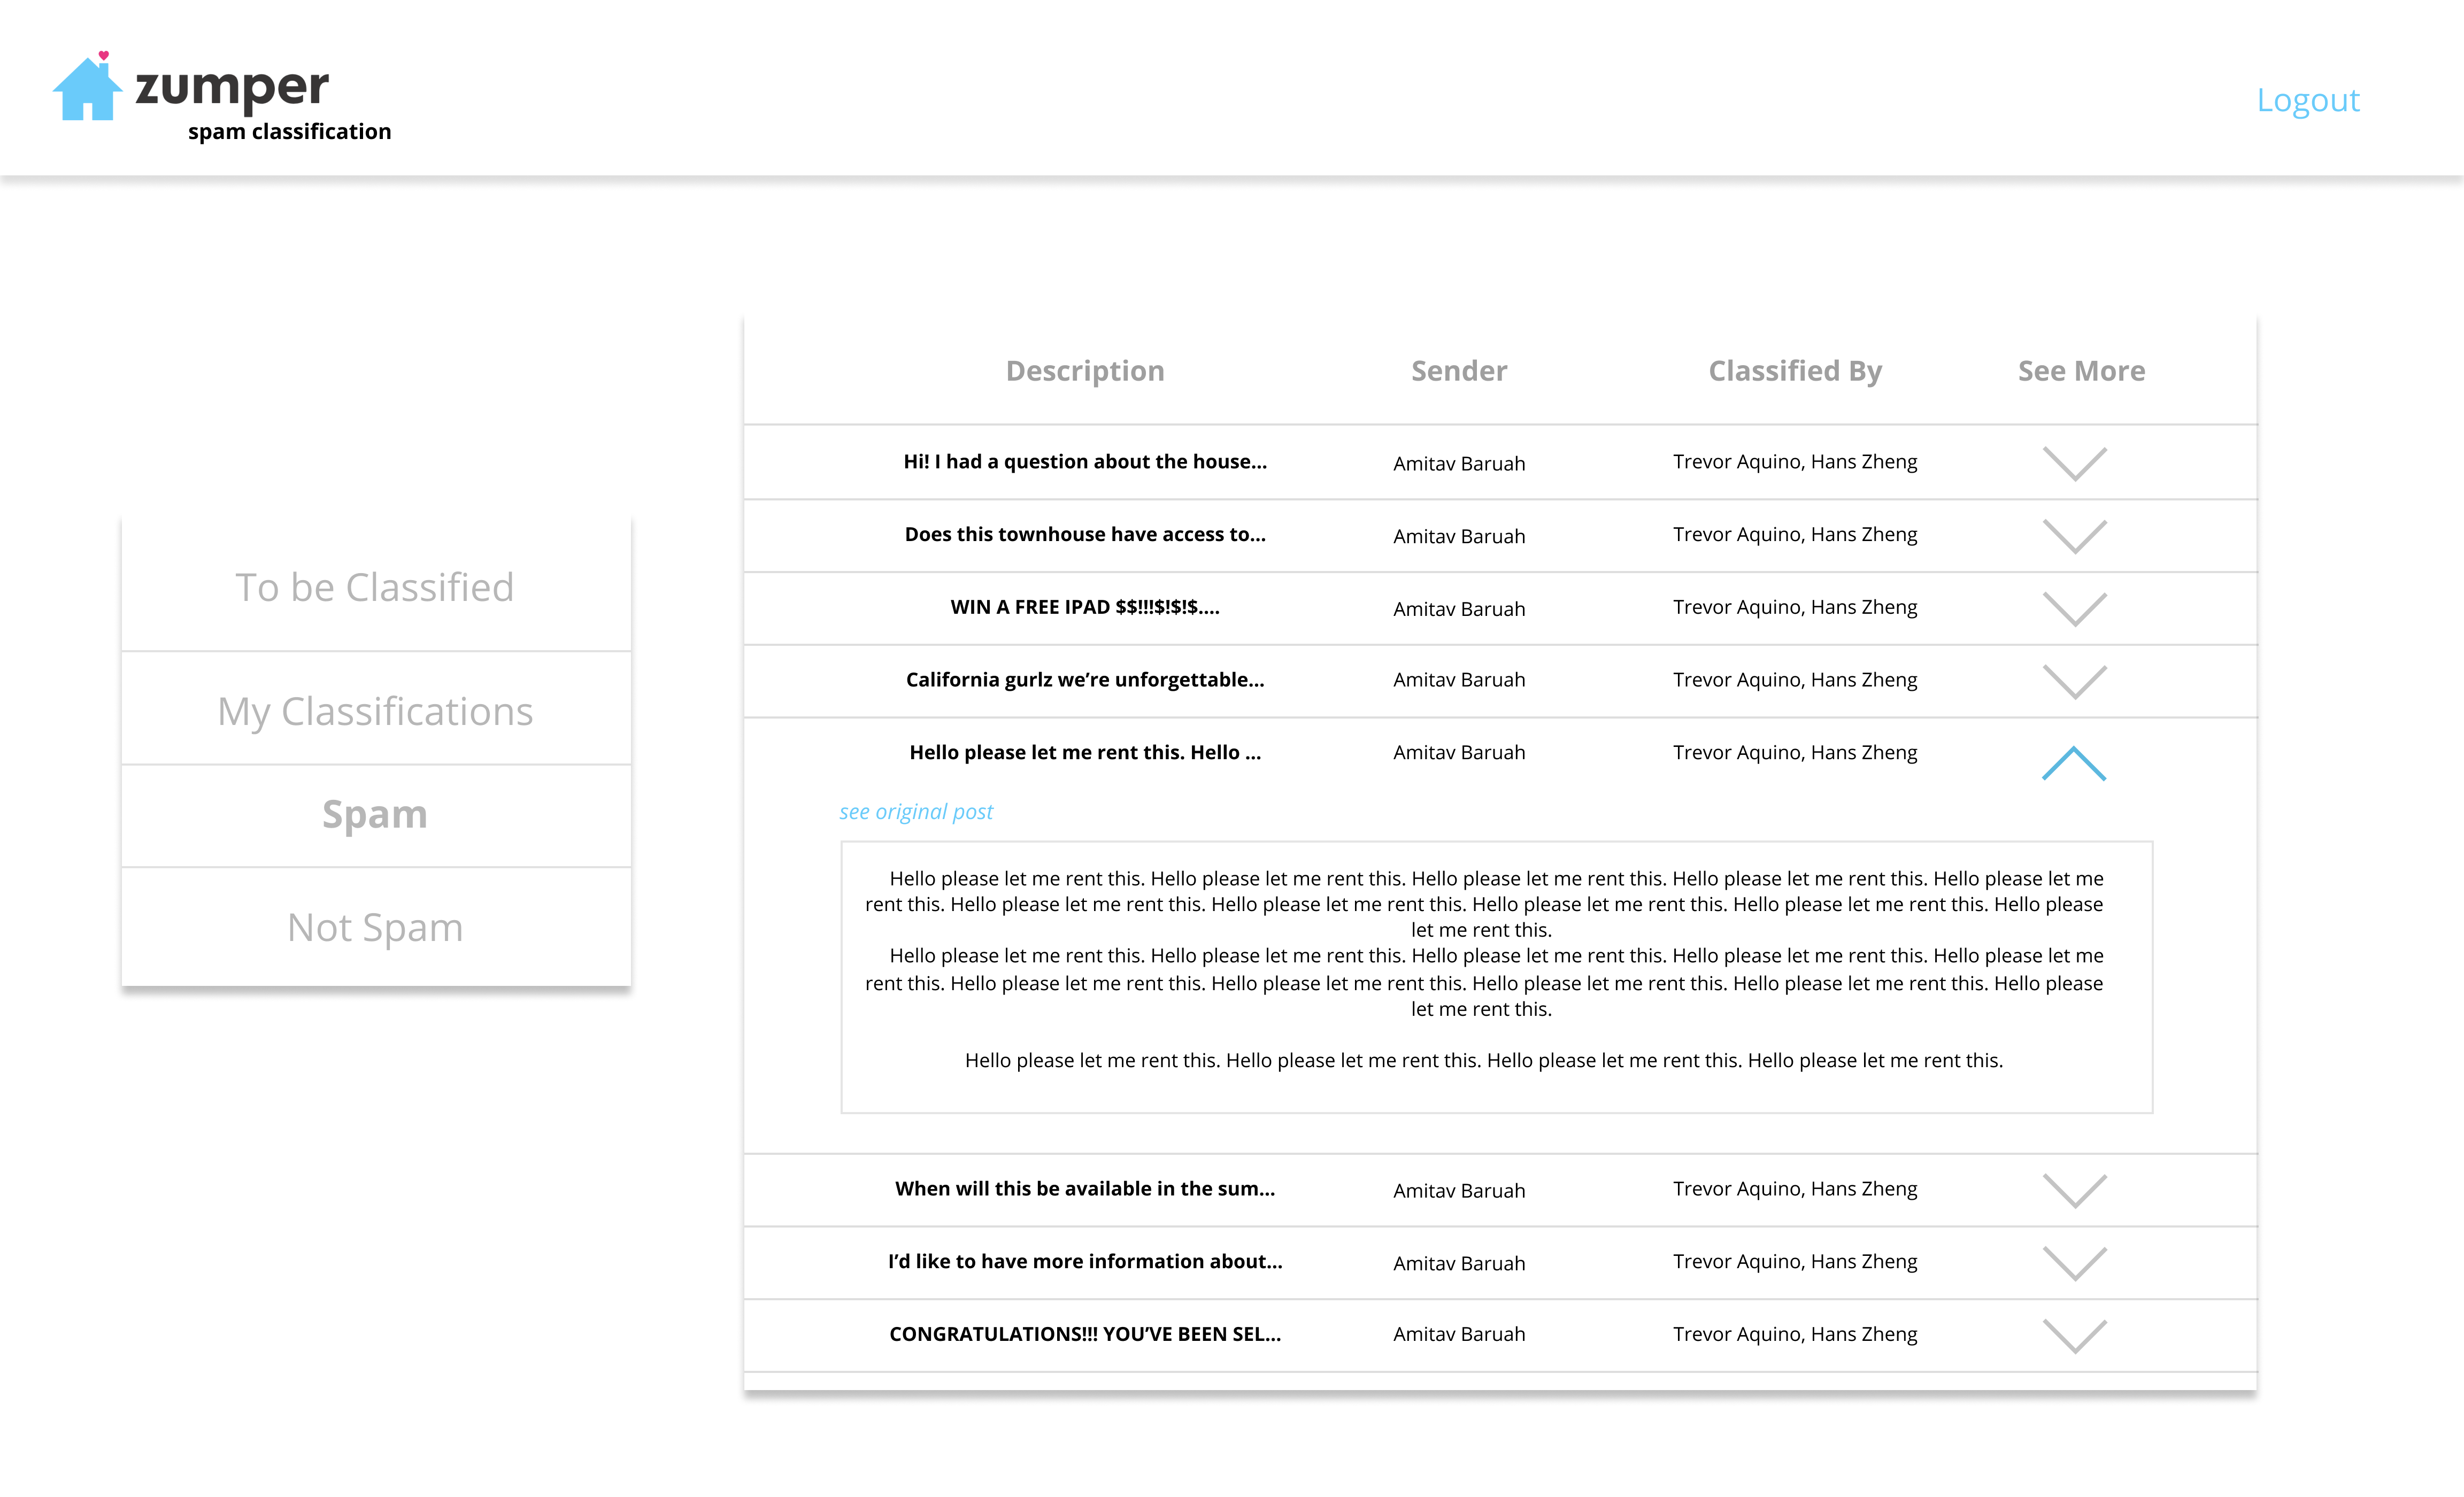 zumper
spam classification
Logout
Description Sender Classified By See More
Hi! I had a question about the house... Amitav Baruah Trevor Aquino, Hans Zheng
Does this townhouse have access to... Amitav Baruah Trevor Aquino, Hans Zheng
WIN A FREE IPAD $$!!!$!$!$.... Amitav Baruah Trevor Aquino, Hans Zheng
California gurlz we’re unforgettable... Amitav Baruah Trevor Aquino, Hans Zheng
Hello please let me rent this. Hello ... Amitav Baruah Trevor Aquino, Hans Zheng
see original post
Hello please let me rent this. Hello please let me rent this. Hello please let me rent this. Hello please let me rent this. Hello please let me
rent this. Hello please let me rent this. Hello please let me rent this. Hello please let me rent this. Hello please let me rent this. Hello please
let me rent this.
Hello please let me rent this. Hello please let me rent this. Hello please let me rent this. Hello please let me rent this. Hello please let me
rent this. Hello please let me rent this. Hello please let me rent this. Hello please let me rent this. Hello please let me rent this. Hello please
let me rent this.
Hello please let me rent this. Hello please let me rent this. Hello please let me rent this. Hello please let me rent this.
When will this be available in the sum... Amitav Baruah Trevor Aquino, Hans Zheng
I’d like to have more information about... Amitav Baruah Trevor Aquino, Hans Zheng
CONGRATULATIONS!!! YOU’VE BEEN SEL... Amitav Baruah Trevor Aquino, Hans Zheng
To be Classified
My Classifications
Spam
Not Spam